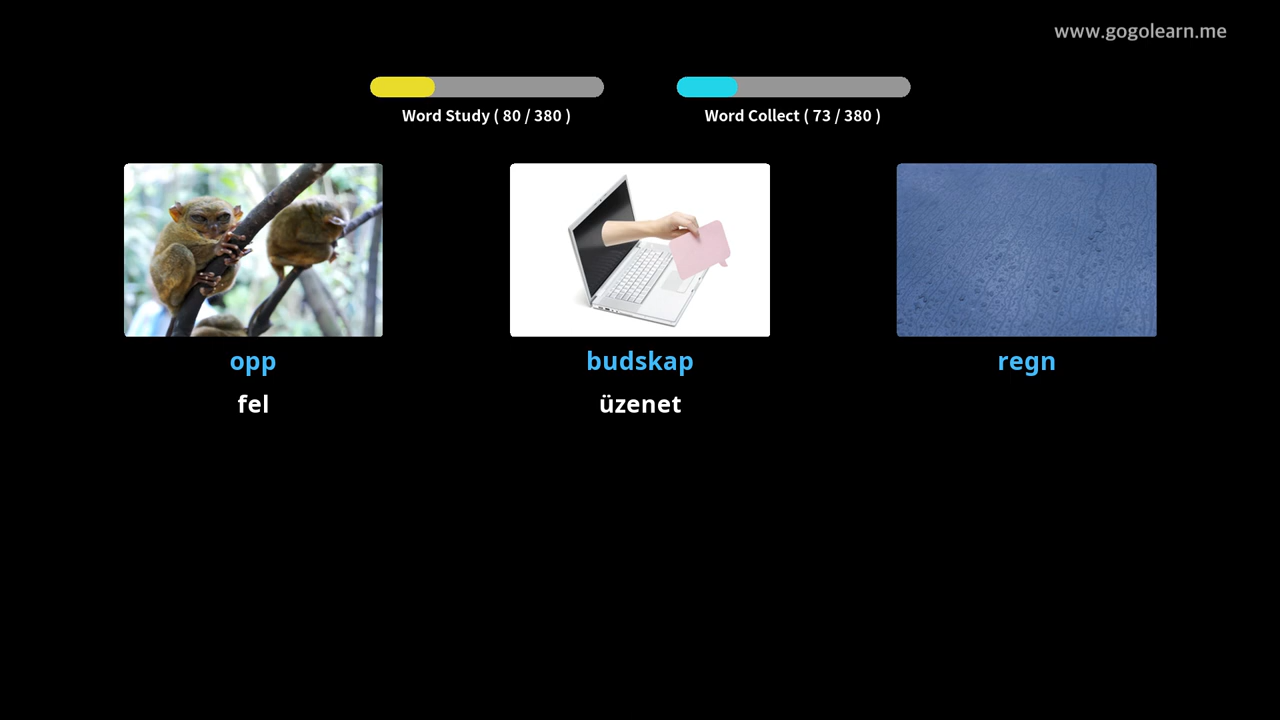 www.gogolearn.me
Word Study ( 80 / 380 )
Word Collect ( 73 / 380 )
opp
budskap
regn
fel
üzenet